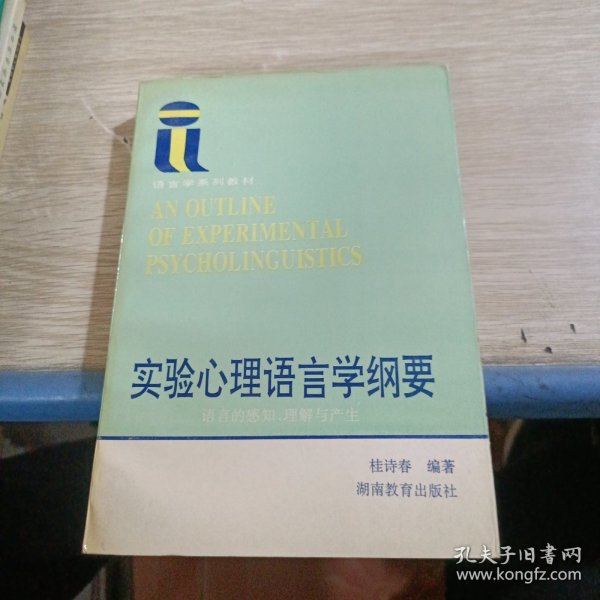 语言学系列教材
AN OUTLINE
OF EXPERIMENTAL
PSYCHOLINGUISTICS
实验心理语言学纲要
语言的感知、理解与产生
桂诗春 编著
湖南教育出版社
孔夫子旧书网
www.kongfz.com